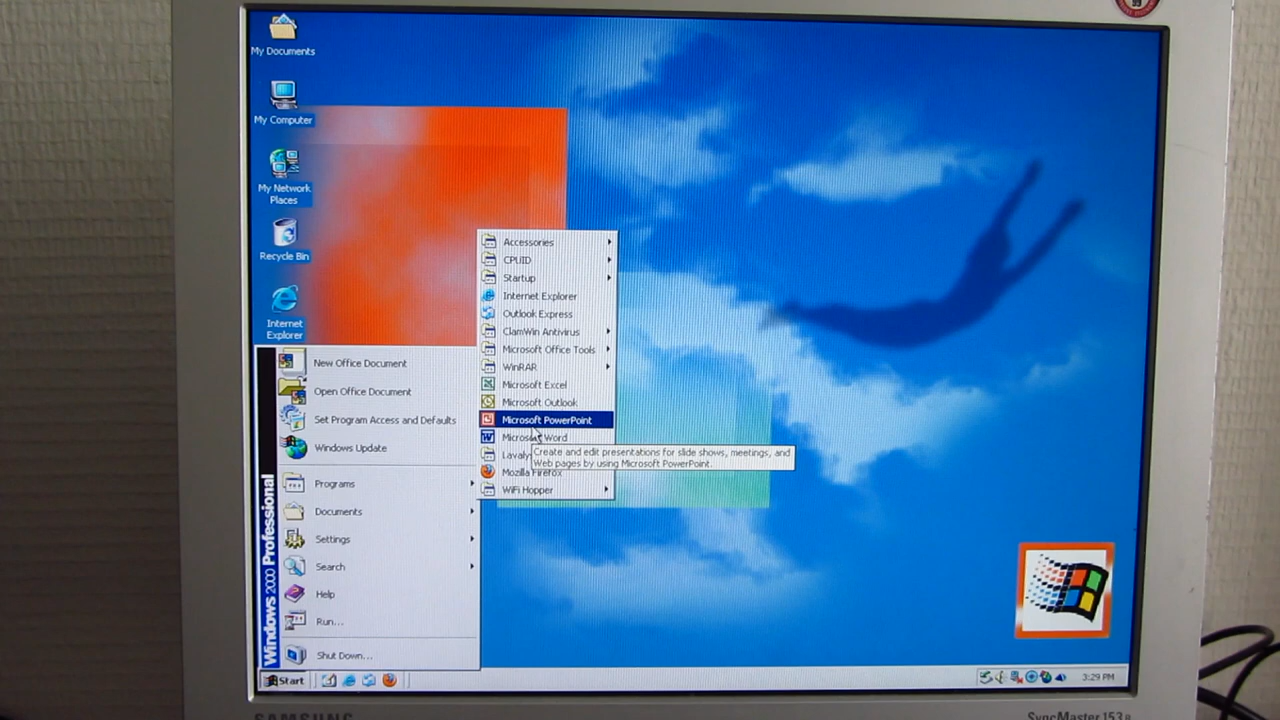 My Documents
My Computer
My Network
Places
Recycle Bin
Internet
Explorer
New Office Document
Open Office Document
Set Program Access and Defaults
Windows Update
Programs
Documents
Settings
Search
Help
Run...
Shut Down...
Windows 2000 Professional
Accessories
CPUID
Startup
Internet Explorer
Outlook Express
ClamWin Antivirus
Microsoft Office Tools
WinRAR
Microsoft Excel
Microsoft Outlook
Microsoft PowerPoint
Microsoft Word
Create and edit presentations for slide shows, meetings, and
Web pages by using Microsoft PowerPoint.
Lavaly
Mozilla Firefox
WiFi Hopper
Start
3:29 PM
SAMSUNG
SyncMaster 153